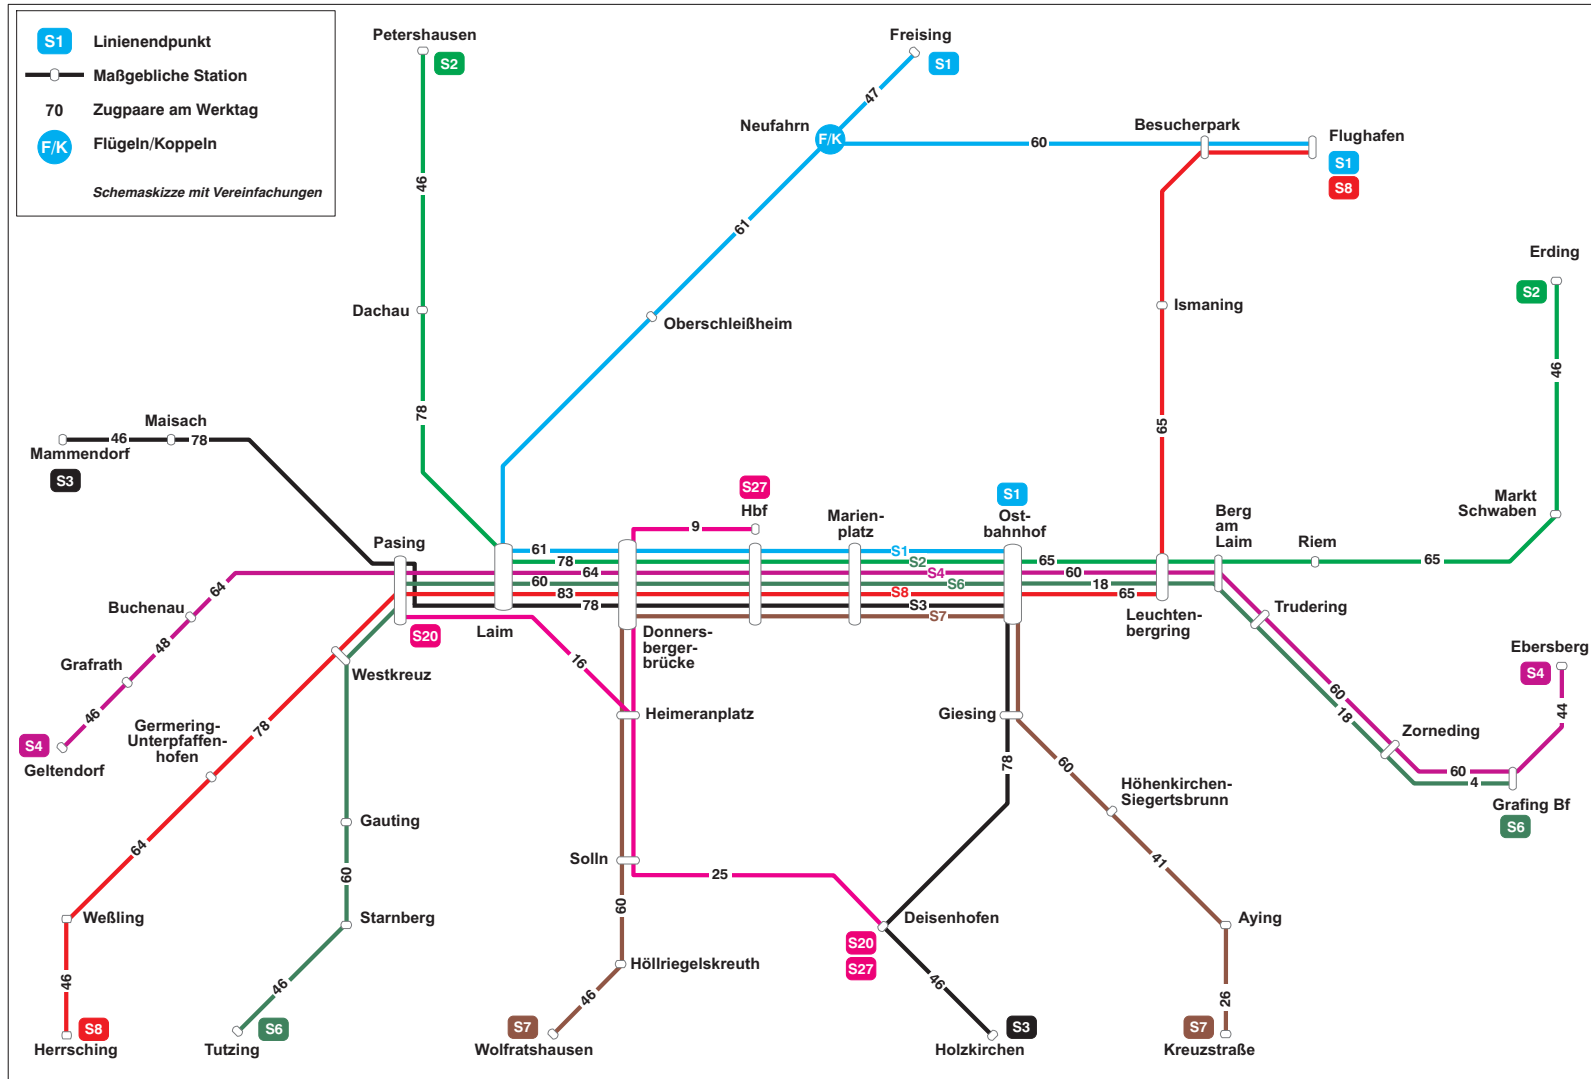 S1 Linienendpunkt
Maßgebliche Station
70 Zugpaare am Werktag
F/K Flügeln/Koppeln
Schemaskizze mit Vereinfachungen
Petershausen
S2
Freising
S1
47
Neufahrn
F/K
60
Besucherpark
Flughafen
S1
S8
46
61
Dachau
Oberschleißheim
Ismaning
Erding
S2
46
78
65
Maisach
46
78
Mammendorf
S3
S27
Hbf
9
Marien-
platz
S1
Ost-
bahnhof
Berg
am
Laim
Riem
Markt
Schwaben
65
Pasing
61
S1
78
S2
65
64
S4
60
60
S6
18
83
S8
65
78
S3
S7
64
Buchenau
48
Grafrath
46
S4
Geltendorf
S20
Laim
Donners-
berger-
brücke
Leuchten-
bergring
Trudering
Ebersberg
S4
44
16
Westkreuz
Heimeranplatz
Giesing
60
18
Zorneding
60
4
Grafing Bf
S6
Germering-
Unterpfaffen-
hofen
78
78
60
Höhenkirchen-
Siegertsbrunn
Gauting
64
60
Solln
25
41
60
Weßling
Starnberg
Deisenhofen
S20
S27
Aying
Höllriegelskreuth
46
46
46
46
26
S8
Herrsching
S6
Tutzing
S7
Wolfratshausen
S3
Holzkirchen
S7
Kreuzstraße